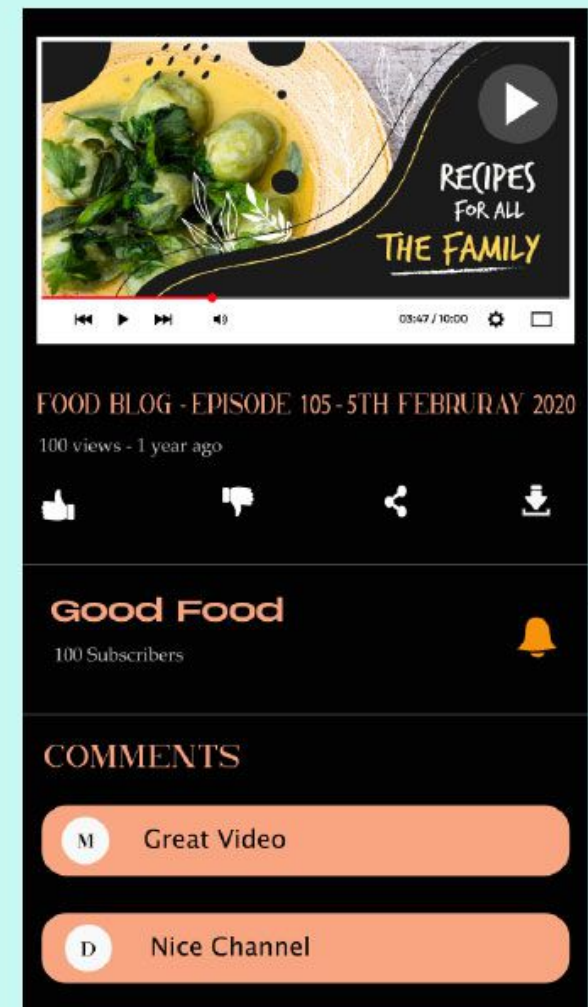 RECIPES
FOR ALL
THE FAMILY
03:47 / 10:00
FOOD BLOG - EPISODE 105 - 5TH FEBRURAY 2020
100 views - 1 year ago
Good Food
100 Subscribers
COMMENTS
M Great Video
D Nice Channel